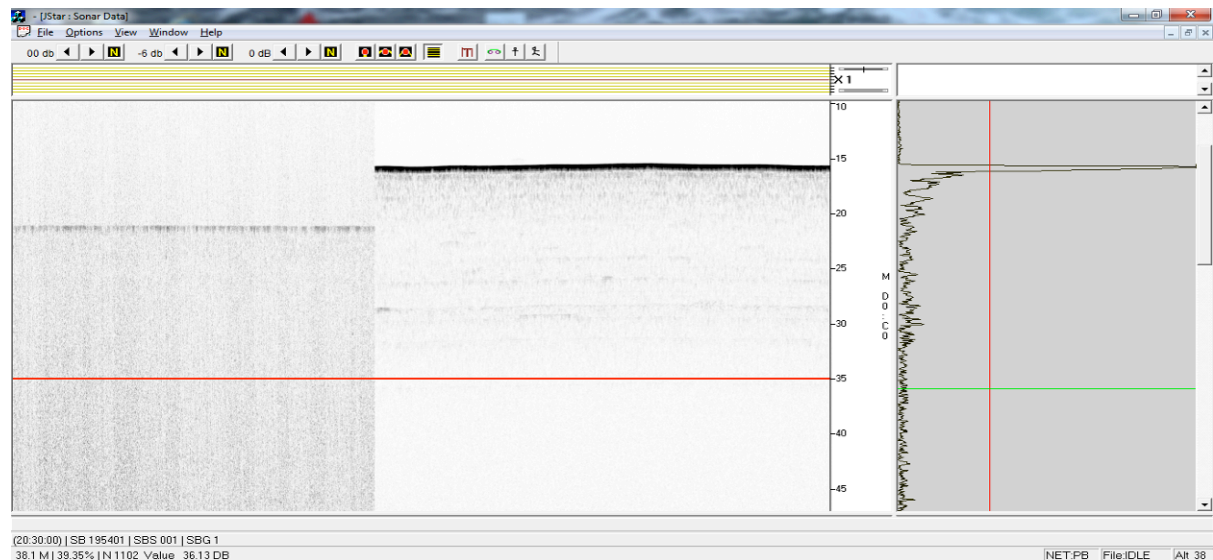 - [JStar : Sonar Data]
File Options View Window Help
00 db N -6 db N 0 dB N
X 1
10
15
20
25
M
D
0
:
C
0
30
35
40
45
(20:30:00) | SB 195401 | SBS 001 | SBG 1
38.1 M | 39.35% | N 1102 Value 36.13 DB
NET:PB File:IDLE Alt 38